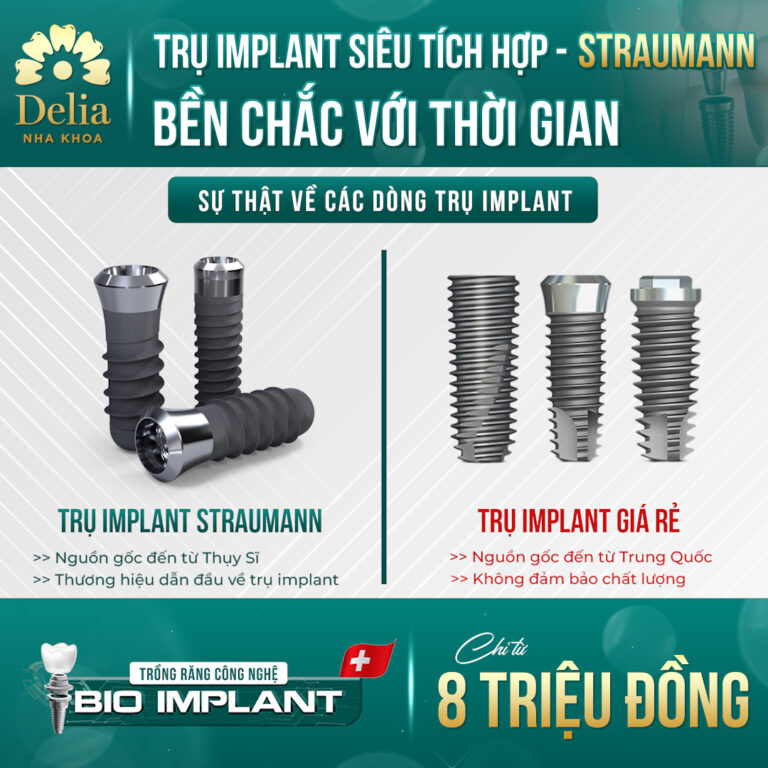 Delia
NHA KHOA
TRỤ IMPLANT SIÊU TÍCH HỢP - STRAUMANN
BỀN CHẮC VỚI THỜI GIAN
SỰ THẬT VỀ CÁC DÒNG TRỤ IMPLANT
TRỤ IMPLANT STRAUMANN
>> Nguồn gốc đến từ Thụy Sĩ
>> Thương hiệu dẫn đầu về trụ implant
TRỤ IMPLANT GIÁ RẺ
>> Nguồn gốc đến từ Trung Quốc
>> Không đảm bảo chất lượng
TRỒNG RĂNG CÔNG NGHỆ
BIO IMPLANT
Chỉ từ
8 TRIỆU ĐỒNG